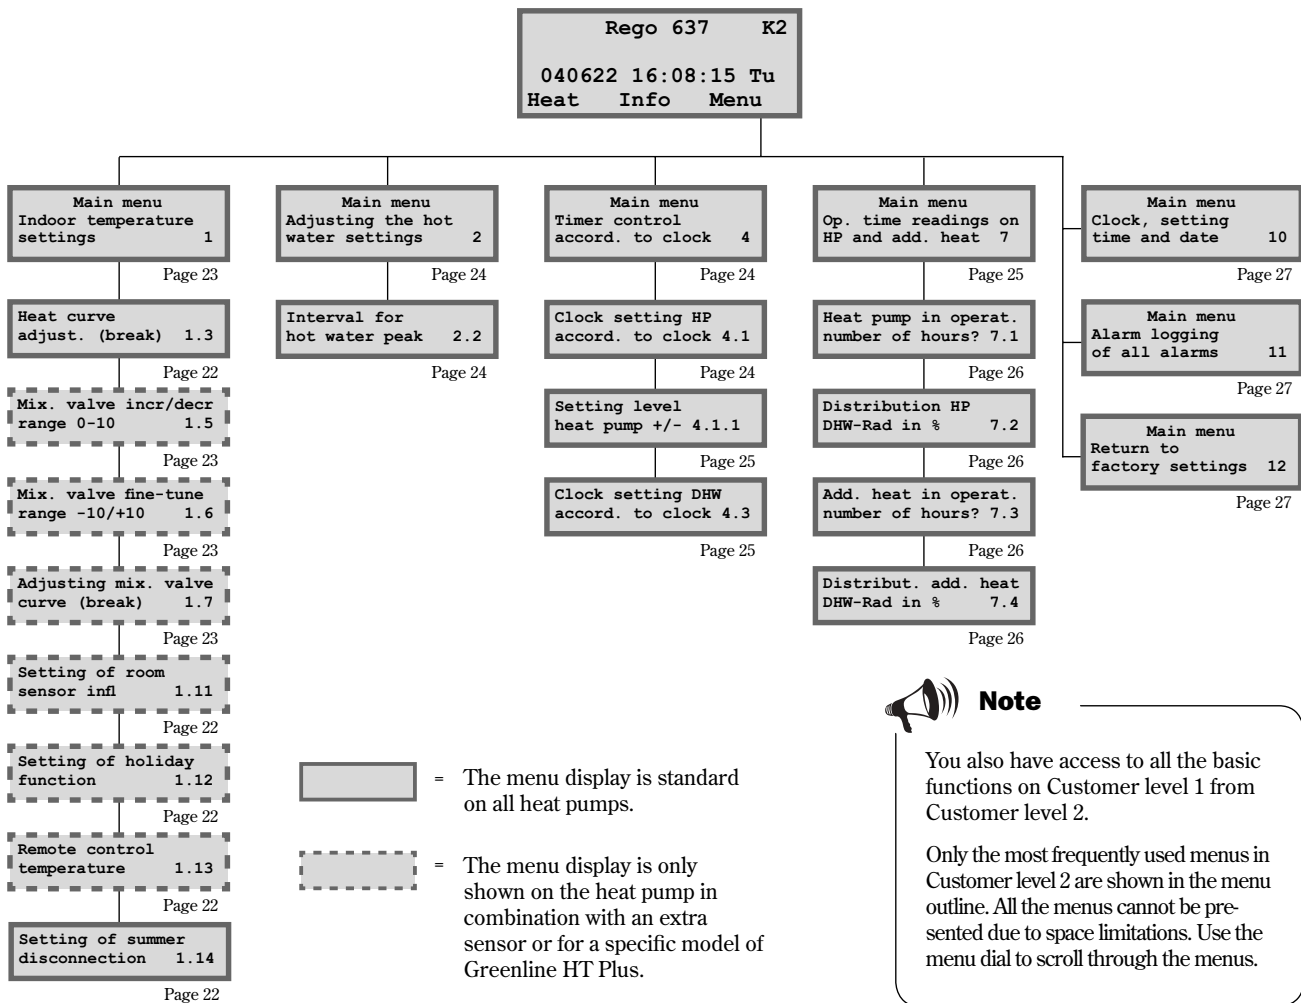 Rego 637 K2
040622 16:08:15 Tu
Heat Info Menu
Main menu
Indoor temperature
settings 1
Page 23
Heat curve
adjust. (break) 1.3
Page 22
Mix. valve incr/decr
range 0-10 1.5
Page 23
Mix. valve fine-tune
range -10/+10 1.6
Page 23
Adjusting mix. valve
curve (break) 1.7
Page 23
Setting of room
sensor infl 1.11
Page 22
Setting of holiday
function 1.12
Page 22
Remote control
temperature 1.13
Page 22
Setting of summer
disconnection 1.14
Page 22
Main menu
Adjusting the hot
water settings 2
Page 24
Interval for
hot water peak 2.2
Page 24
Main menu
Timer control
accord. to clock 4
Page 24
Clock setting HP
accord. to clock 4.1
Page 24
Setting level
heat pump +/- 4.1.1
Page 25
Clock setting DHW
accord. to clock 4.3
Page 25
Main menu
Op. time readings on
HP and add. heat 7
Page 25
Heat pump in operat.
number of hours? 7.1
Page 26
Distribution HP
DHW-Rad in % 7.2
Page 26
Add. heat in operat.
number of hours? 7.3
Page 26
Distribut. add. heat
DHW-Rad in % 7.4
Page 26
Main menu
Clock, setting
time and date 10
Page 27
Main menu
Alarm logging
of all alarms 11
Page 27
Main menu
Return to
factory settings 12
Page 27
= The menu display is standard
on all heat pumps.
= The menu display is only
shown on the heat pump in
combination with an extra
sensor or for a specific model of
Greenline HT Plus.
Note
You also have access to all the basic
functions on Customer level 1 from
Customer level 2.
Only the most frequently used menus in
Customer level 2 are shown in the menu
outline. All the menus cannot be pre-
sented due to space limitations. Use the
menu dial to scroll through the menus.